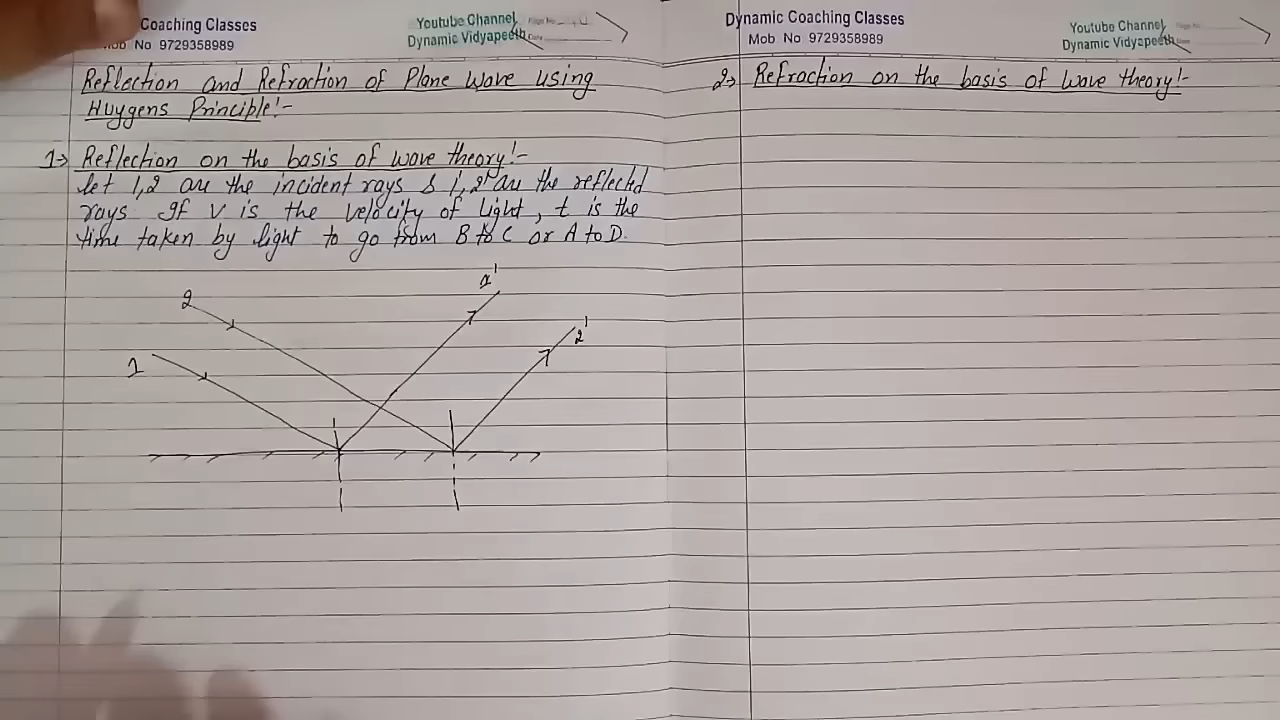 Coaching Classes
Mob No 9729358989
Youtube Channel
Dynamic Vidyapeeth
Reflection and Refraction of Plane wave using
Huygens Principle!-
1→ Reflection on the basis of wave theory!-
let 1,2 are the incident rays & 1',2' are the reflected
rays If v is the velocity of light, t is the
time taken by light to go from B to C or A to D.
2
1
1'
2'
Dynamic Coaching Classes
Mob No 9729358989
Youtube Channel
Dynamic Vidyapeeth
2→ Refraction on the basis of wave theory!-